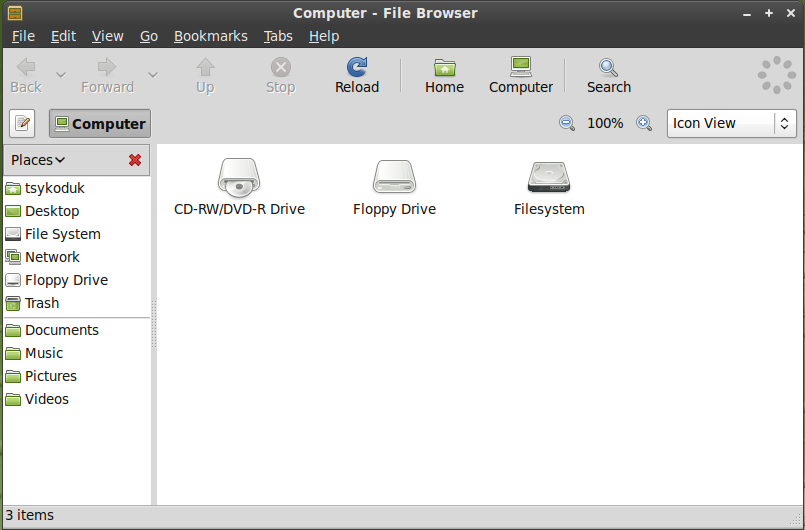 Computer - File Browser
File Edit View Go Bookmarks Tabs Help
Back Forward Up Stop Reload Home Computer Search
Computer 100% Icon View
Places
tsykoduk
Desktop
File System
Network
Floppy Drive
Trash
Documents
Music
Pictures
Videos
CD-RW/DVD-R Drive Floppy Drive Filesystem
3 items